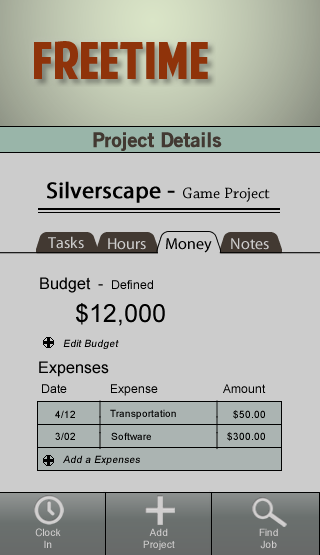 FREETIME
Project Details
Silverscape - Game Project
Tasks Hours Money Notes
Budget - Defined
$12,000
Edit Budget
Expenses
Date Expense Amount
4/12 Transportation $50.00
3/02 Software $300.00
Add a Expenses
Clock Add Find
In Project Job